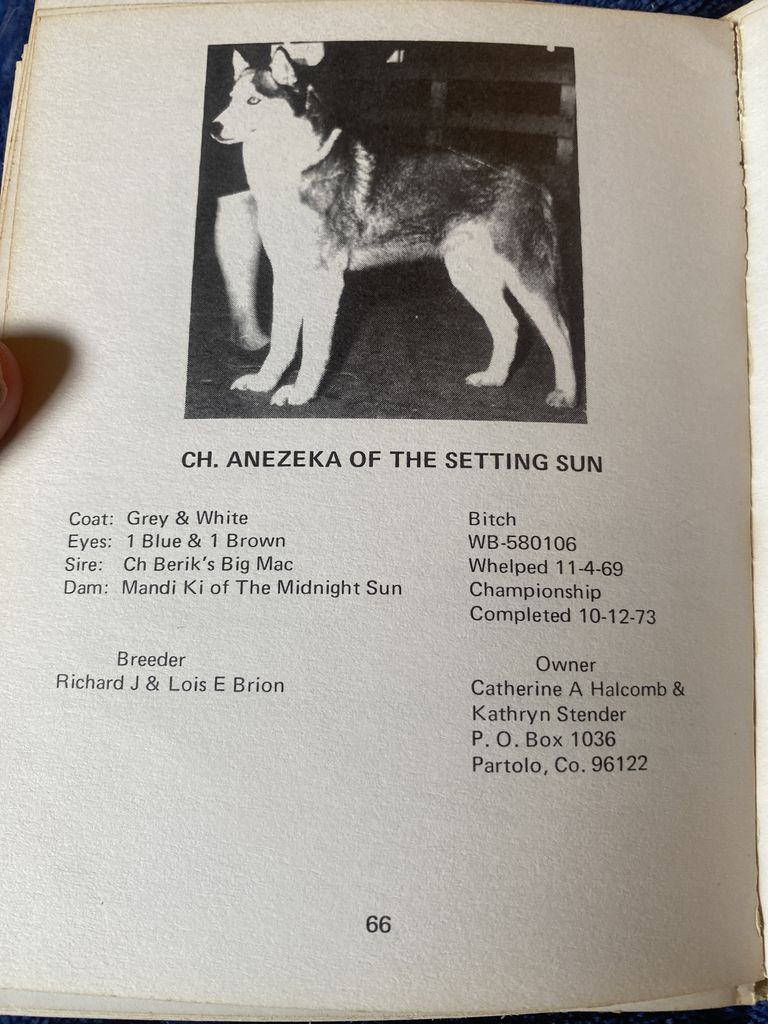 CH. ANEZEKA OF THE SETTING SUN
Coat: Grey & White
Eyes: 1 Blue & 1 Brown
Sire: Ch Berik's Big Mac
Dam: Mandi Ki of The Midnight Sun
Bitch
WB-580106
Whelped 11-4-69
Championship
Completed 10-12-73
Breeder
Richard J & Lois E Brion
Owner
Catherine A Halcomb &
Kathryn Stender
P. O. Box 1036
Partolo, Co. 96122
66